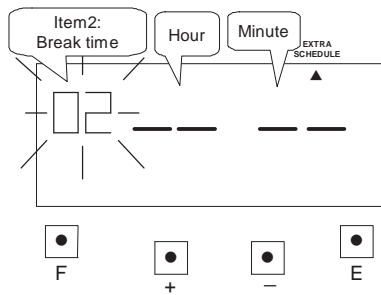 Item2:
Break time
Hour
Minute
EXTRA
SCHEDULE
02 -- --
F
+
−
E